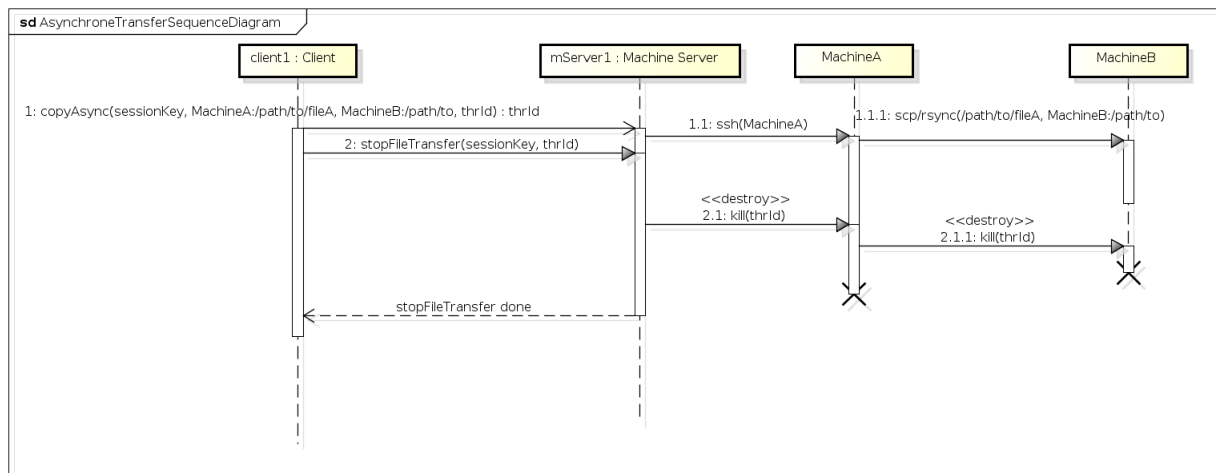 sd AsynchroneTransferSequenceDiagram
client1 : Client
mServer1 : Machine Server
MachineA
MachineB
1: copyAsync(sessionKey, MachineA:/path/to/fileA, MachineB:/path/to, thrId) : thrId
1.1: ssh(MachineA)
1.1.1: scp/rsync(/path/to/fileA, MachineB:/path/to)
2: stopFileTransfer(sessionKey, thrId)
<<destroy>>
2.1: kill(thrId)
<<destroy>>
2.1.1: kill(thrId)
stopFileTransfer done